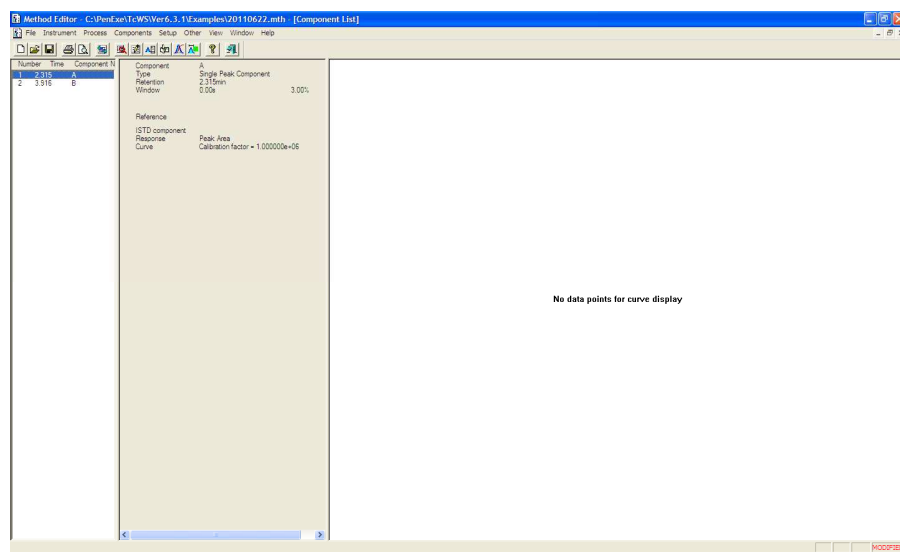 Method Editor - C:\PenExe\TcWS\Ver6.3.1\Examples\20110622.mth - [Component List]
File Instrument Process Components Setup Other View Window Help
Number Time Component N
1 2.315 A
2 3.916 B
Component A
Type Single Peak Component
Retention 2.315min
Window 0.00s 3.00%
Reference
ISTD component
Response Peak Area
Curve Calibration factor = 1.000000e+06
No data points for curve display
MODIFIE